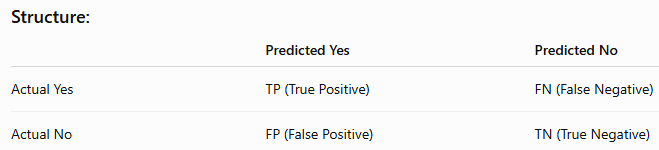 Structure:
Predicted Yes Predicted No
Actual Yes TP (True Positive) FN (False Negative)
Actual No FP (False Positive) TN (True Negative)